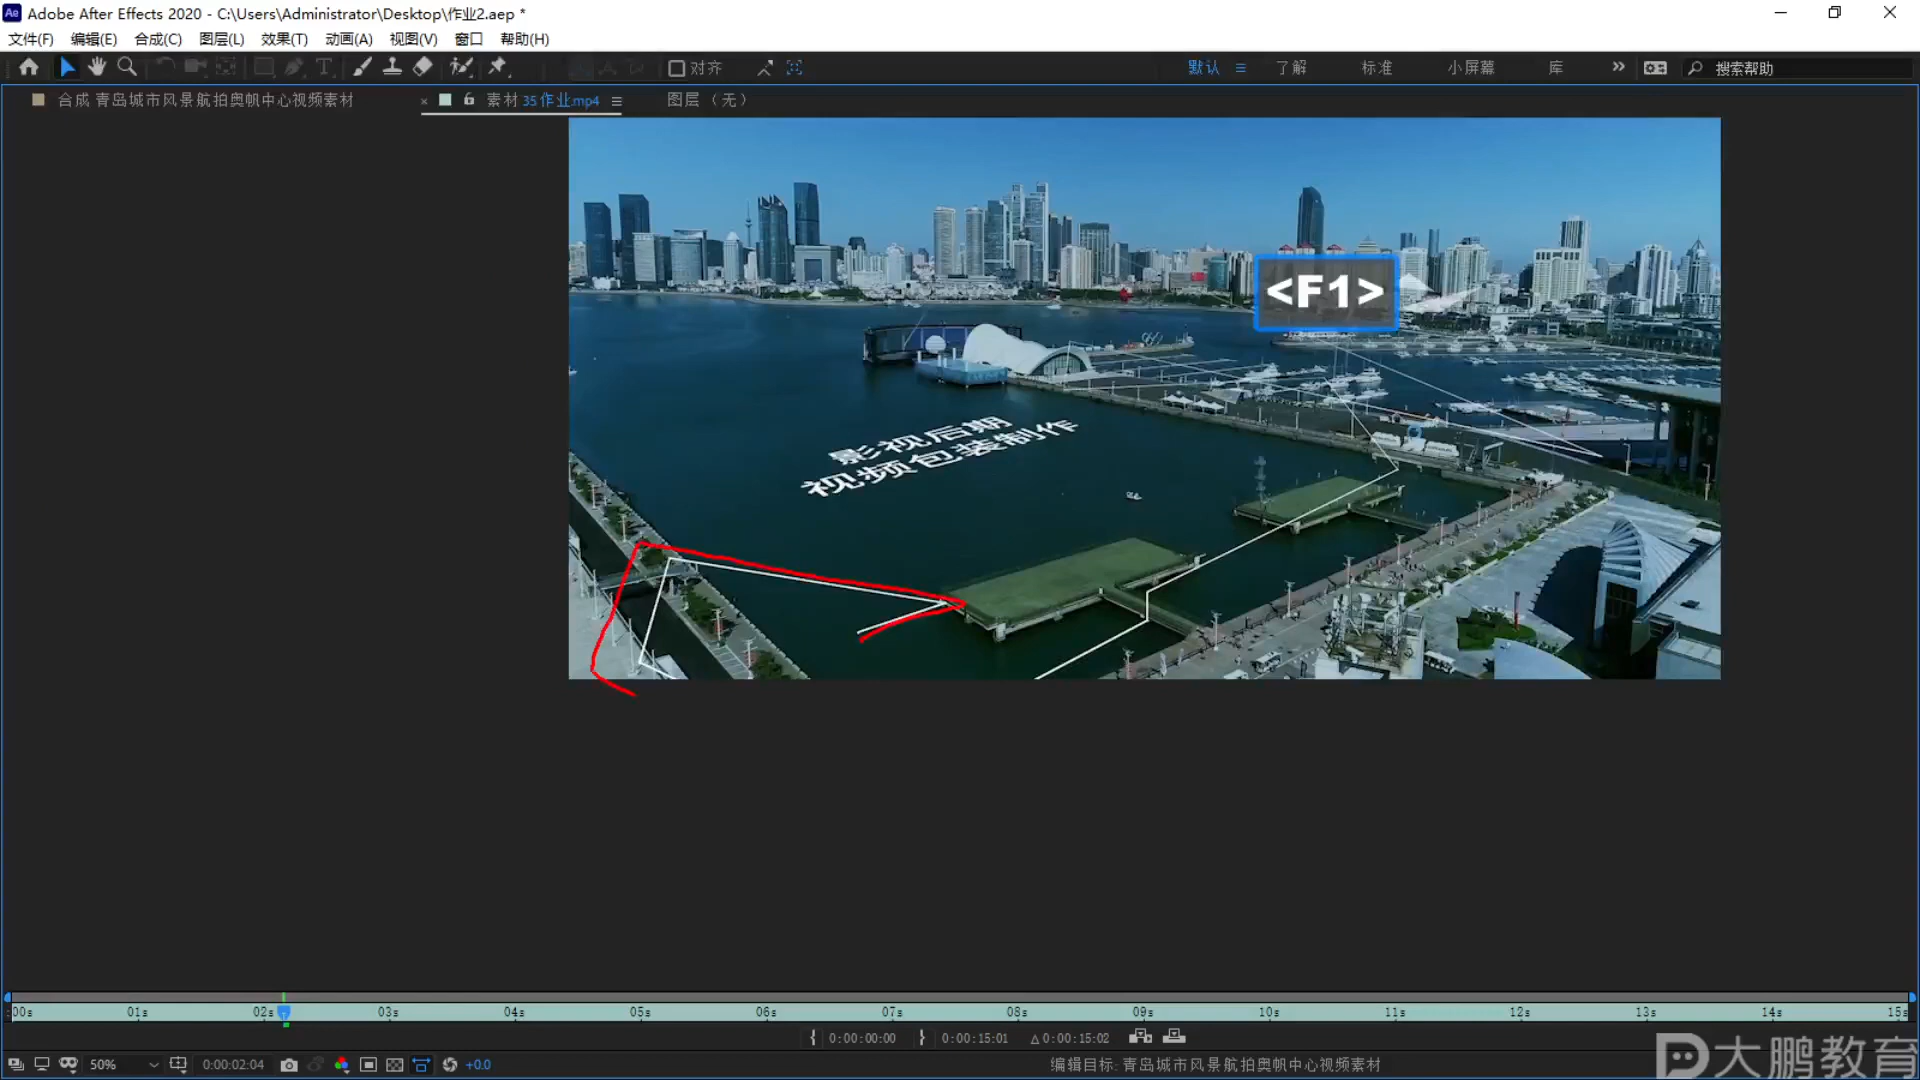 Ae Adobe After Effects 2020 - C:\Users\Administrator\Desktop\作业2.aep *
文件(F) 编辑(E) 合成(C) 图层(L) 效果(T) 动画(A) 视图(V) 窗口 帮助(H)
对齐 默认 了解 标准 小屏幕 库 搜索帮助
合成 青岛城市风景航拍奥帆中心视频素材 素材 35作业.mp4 图层 （无）
<F1>
影视后期
视频包装制作
:00s 01s 02s 03s 04s 05s 06s 07s 08s 09s 10s 11s 12s 13s 14s 15s
0:00:00:00 0:00:15:01 Δ 0:00:15:02
50% 0:00:02:04 +0.0 编辑目标: 青岛城市风景航拍奥帆中心视频素材
大鹏教育